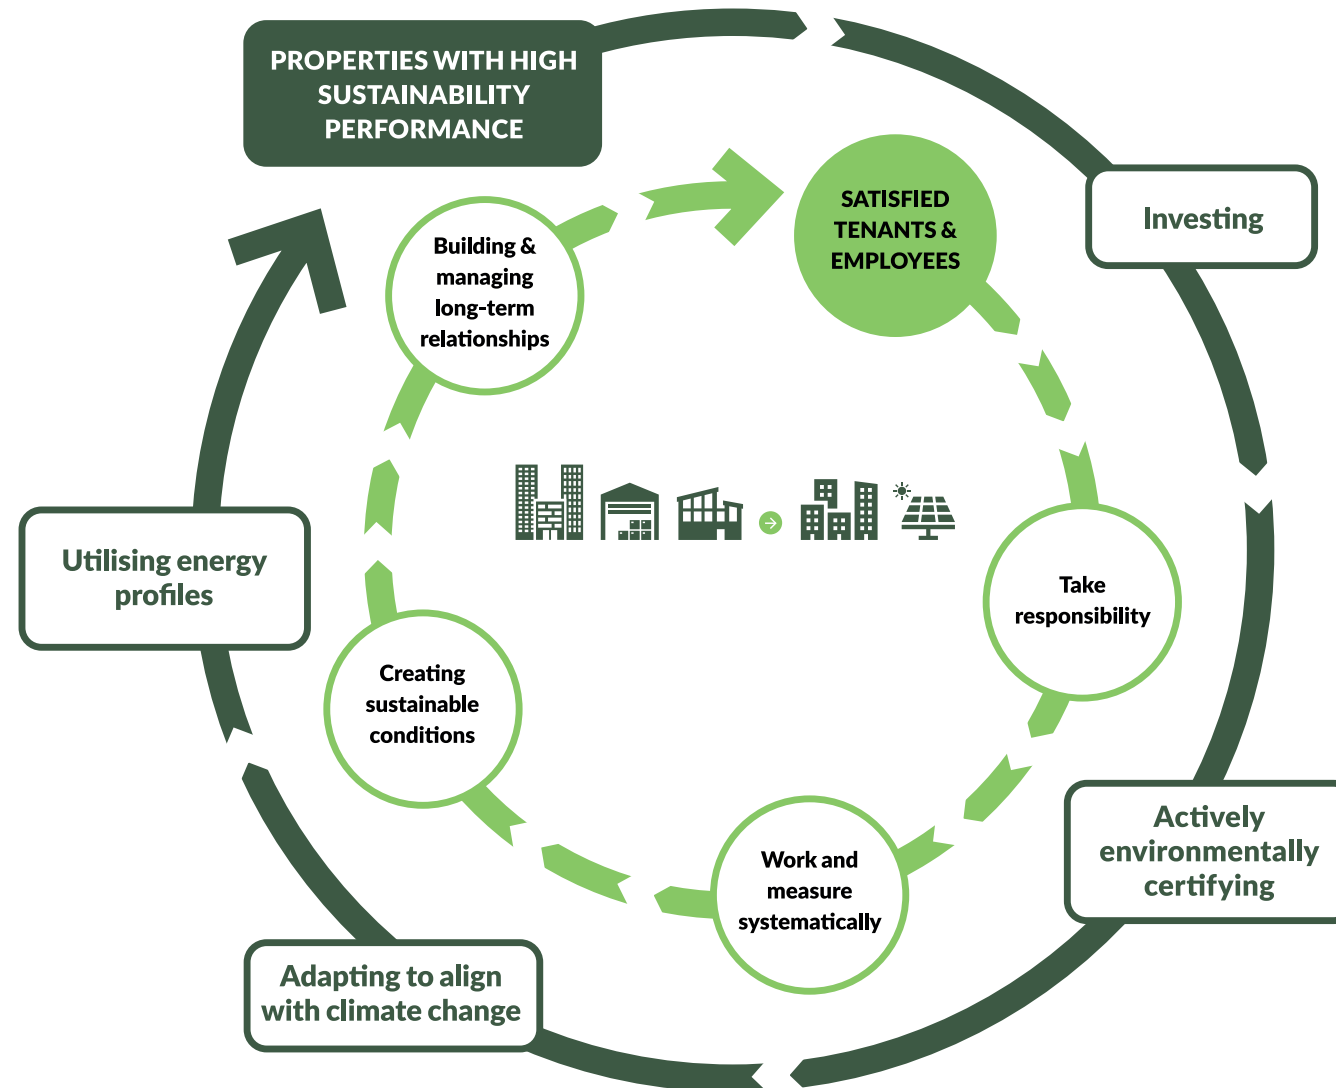 PROPERTIES WITH HIGH
SUSTAINABILITY
PERFORMANCE
Investing
Actively
environmentally
certifying
Adapting to align
with climate change
Utilising energy
profiles
SATISFIED
TENANTS &
EMPLOYEES
Take
responsibility
Work and
measure
systematically
Creating
sustainable
conditions
Building &
managing
long-term
relationships